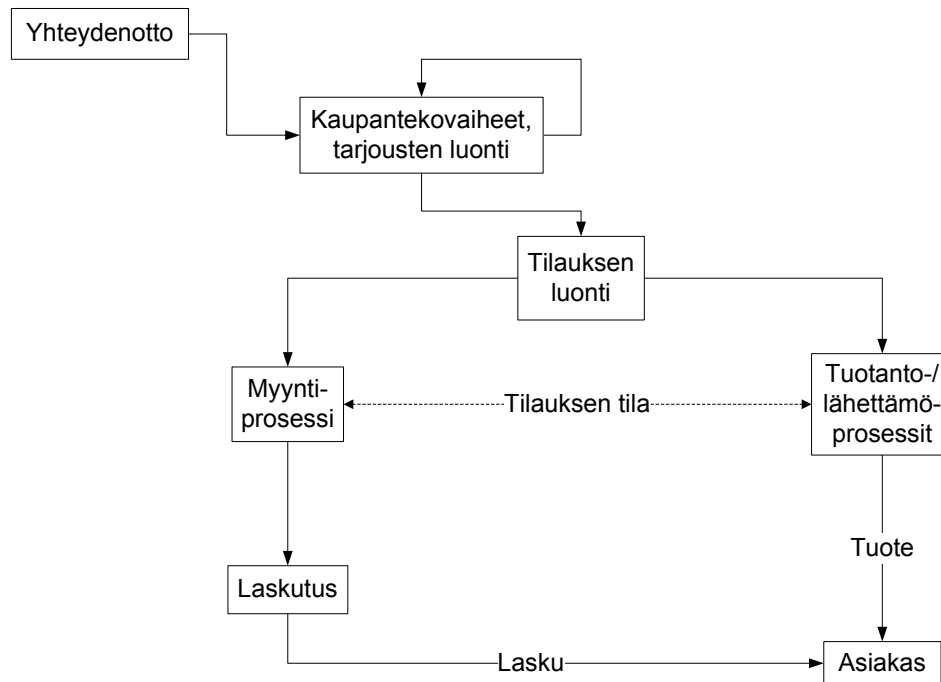 Yhteydenotto
Kaupantekovaiheet,
tarjousten luonti
Tilauksen
luonti
Myynti-
prosessi
Tilauksen tila
Tuotanto-/
lähettämö-
prosessit
Tuote
Laskutus
Lasku
Asiakas